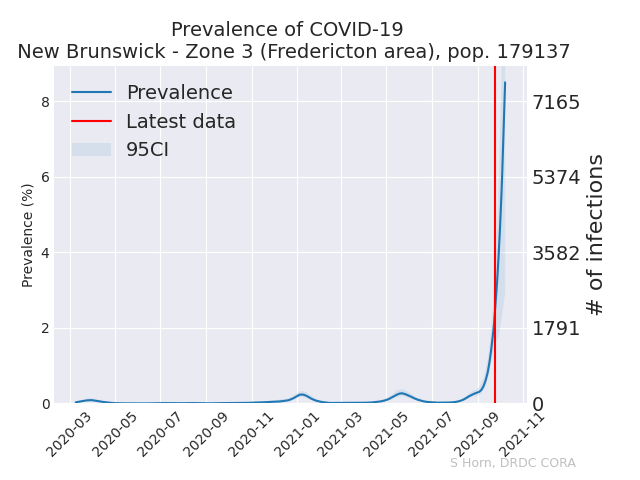 Prevalence of COVID-19
New Brunswick - Zone 3 (Fredericton area), pop. 179137
Prevalence
Latest data
95CI
8
6
4
2
0
Prevalence (%)
7165
5374
3582
1791
0
# of infections
2020-03
2020-05
2020-07
2020-09
2020-11
2021-01
2021-03
2021-05
2021-07
2021-09
2021-11
S Horn, DRDC CORA